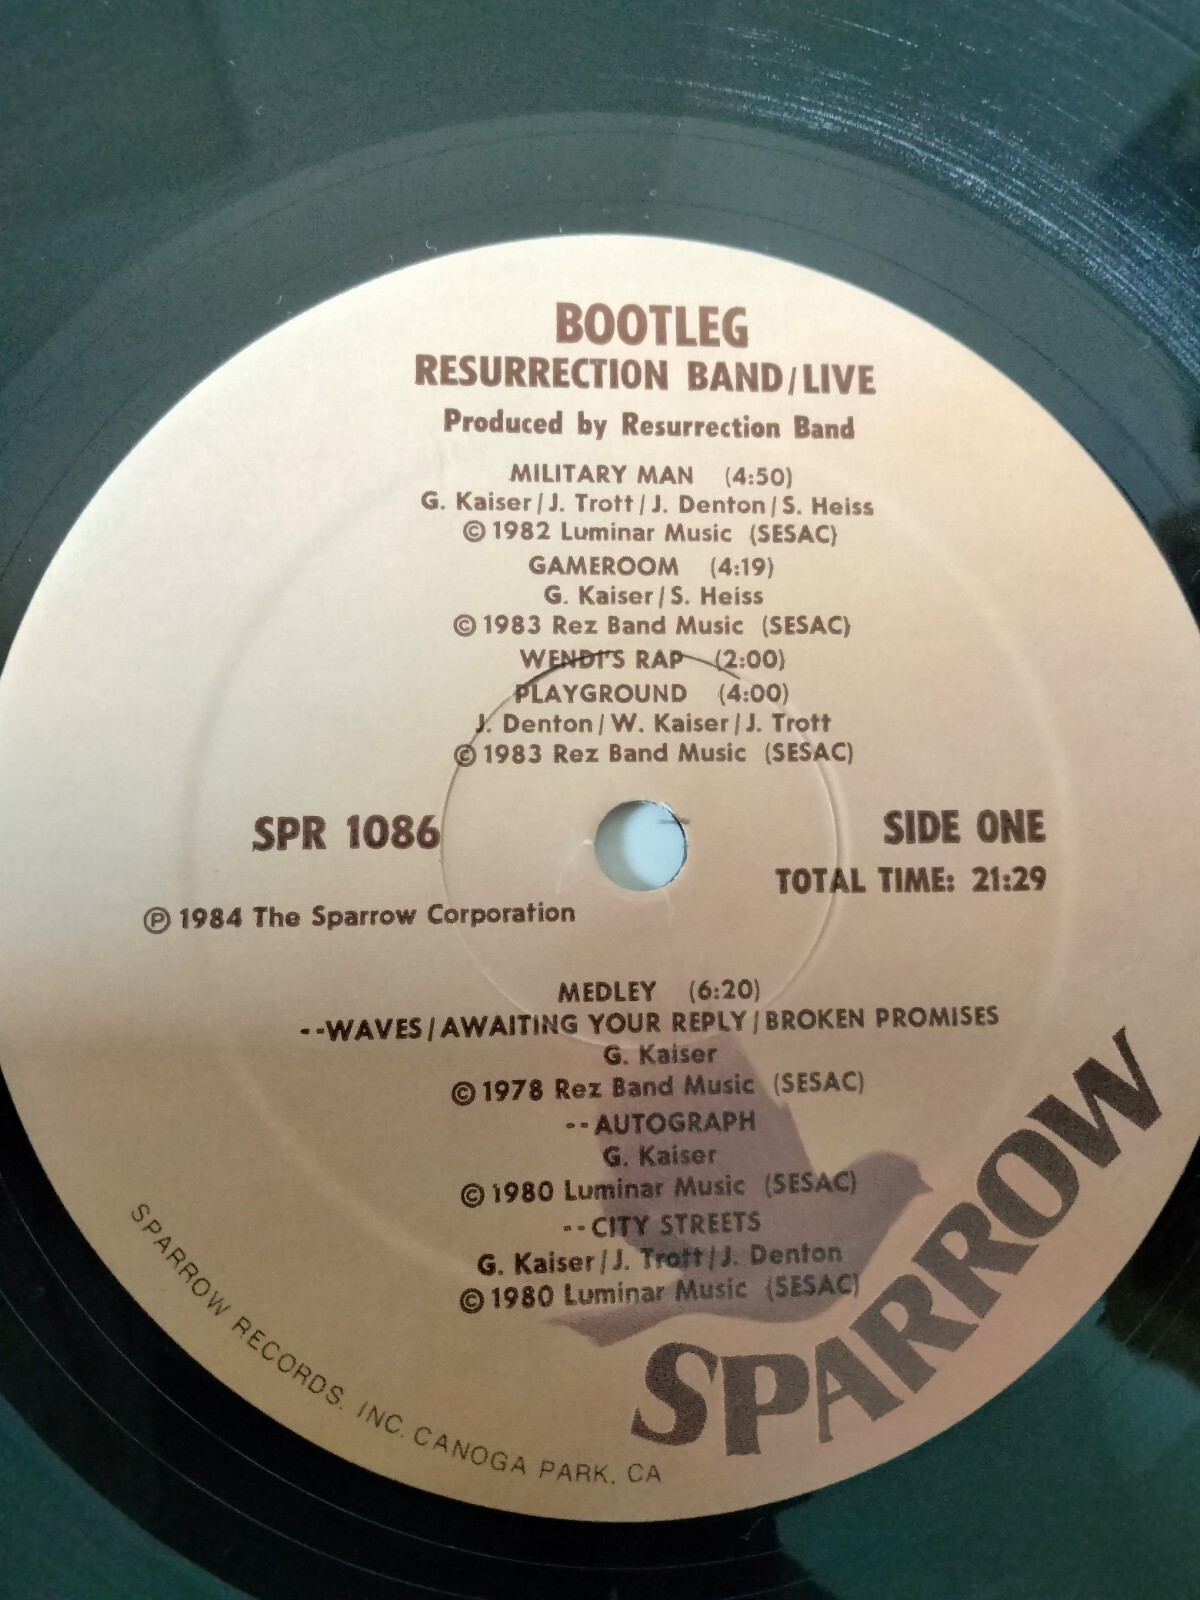 BOOTLEG
RESURRECTION BAND/LIVE
Produced by Resurrection Band
MILITARY MAN (4:50)
G. Kaiser/J. Trott/J. Denton/S. Heiss
© 1982 Luminar Music (SESAC)
GAMEROOM (4:19)
G. Kaiser/S. Heiss
© 1983 Rez Band Music (SESAC)
WENDI'S RAP (2:00)
PLAYGROUND (4:00)
J. Denton/W. Kaiser/J. Trott
© 1983 Rez Band Music (SESAC)
SPR 1086
SIDE ONE
TOTAL TIME: 21:29
℗ 1984 The Sparrow Corporation
MEDLEY (6:20)
--WAVES/AWAITING YOUR REPLY/BROKEN PROMISES
G. Kaiser
© 1978 Rez Band Music (SESAC)
--AUTOGRAPH
G. Kaiser
© 1980 Luminar Music (SESAC)
--CITY STREETS
G. Kaiser/J. Trott/J. Denton
© 1980 Luminar Music (SESAC)
SPARROW
SPARROW RECORDS, INC. CANOGA PARK, CA